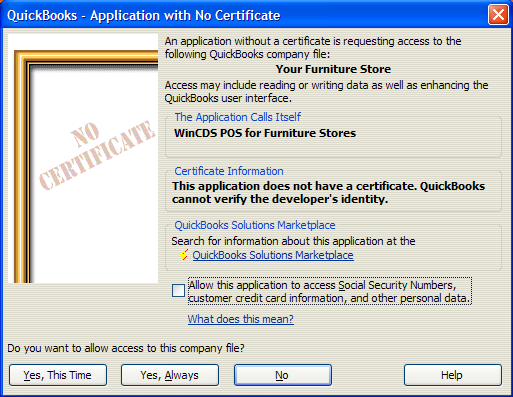 QuickBooks - Application with No Certificate
An application without a certificate is requesting access to the
following QuickBooks company file:
Your Furniture Store
Access may include reading or writing data as well as enhancing the
QuickBooks user interface.
NO
CERTIFICATE
The Application Calls Itself
WinCDS POS for Furniture Stores
Certificate Information
This application does not have a certificate. QuickBooks
cannot verify the developer's identity.
QuickBooks Solutions Marketplace
Search for information about this application at the
QuickBooks Solutions Marketplace
Allow this application to access Social Security Numbers,
customer credit card information, and other personal data.
What does this mean?
Do you want to allow access to this company file?
Yes, This Time
Yes, Always
No
Help